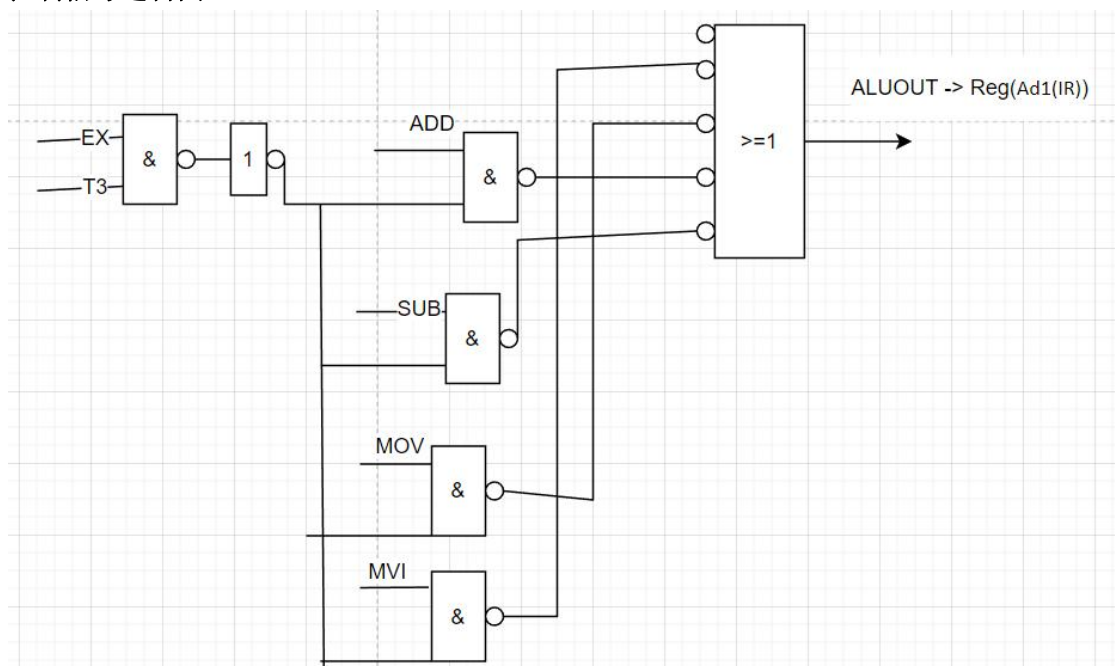 ADD
ALUOUT -> Reg(Ad1(IR))
EX
&
1
>=1
T3
&
SUB
&
MOV
&
MVI
&